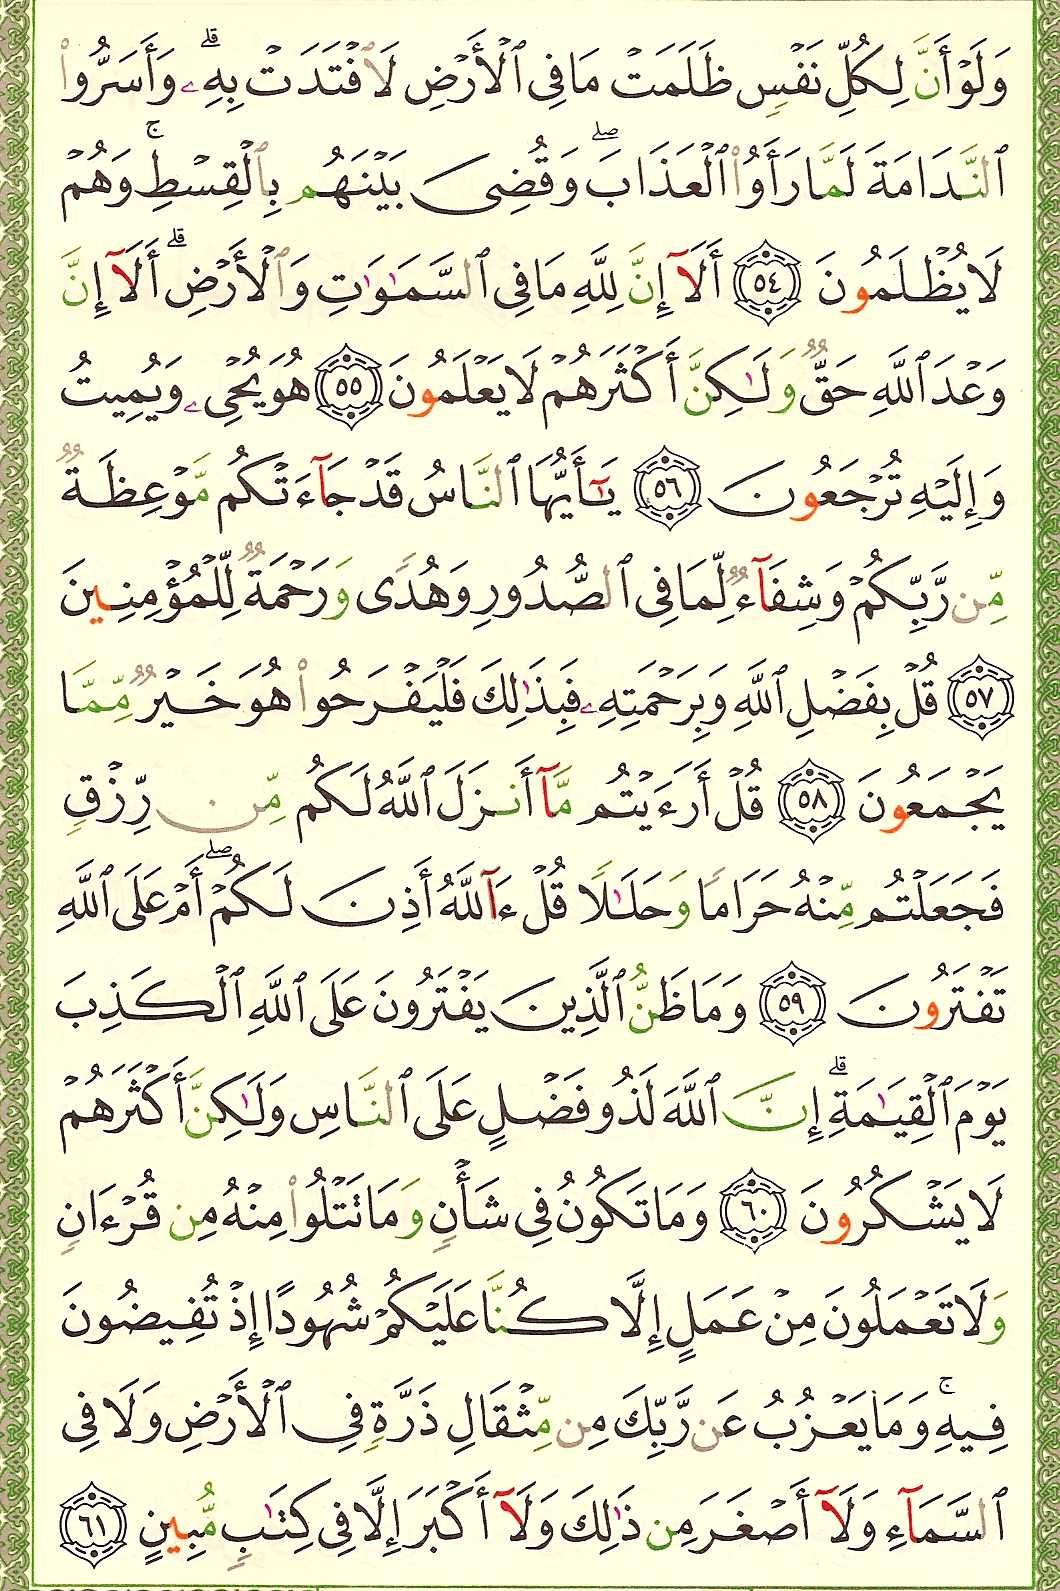 وَلَوْ أَنَّ لِكُلِّ نَفْسٍ ظَلَمَتْ مَا فِى ٱلْأَرْضِ لَٱفْتَدَتْ بِهِۦ ۗ وَأَسَرُّوا۟
ٱلنَّدَامَةَ لَمَّا رَأَوُا۟ ٱلْعَذَابَ ۖ وَقُضِىَ بَيْنَهُم بِٱلْقِسْطِ ۚ وَهُمْ
لَا يُظْلَمُونَ ﴿٥٤﴾ أَلَآ إِنَّ لِلَّهِ مَا فِى ٱلسَّمَٰوَٰتِ وَٱلْأَرْضِ ۗ أَلَآ إِنَّ
وَعْدَ ٱللَّهِ حَقٌّ وَلَٰكِنَّ أَكْثَرَهُمْ لَا يَعْلَمُونَ ﴿٥٥﴾ هُوَ يُحْىِۦ وَيُمِيتُ
وَإِلَيْهِ تُرْجَعُونَ ﴿٥٦﴾ يَٰٓأَيُّهَا ٱلنَّاسُ قَدْ جَآءَتْكُم مَّوْعِظَةٌ
مِّن رَّبِّكُمْ وَشِفَآءٌ لِّمَا فِى ٱلصُّدُورِ وَهُدًى وَرَحْمَةٌ لِّلْمُؤْمِنِينَ
﴿٥٧﴾ قُلْ بِفَضْلِ ٱللَّهِ وَبِرَحْمَتِهِۦ فَبِذَٰلِكَ فَلْيَفْرَحُوا۟ هُوَ خَيْرٌ مِّمَّا
يَجْمَعُونَ ﴿٥٨﴾ قُلْ أَرَءَيْتُم مَّآ أَنزَلَ ٱللَّهُ لَكُم مِّن رِّزْقٍ
فَجَعَلْتُم مِّنْهُ حَرَامًا وَحَلَٰلًا قُلْ ءَآللَّهُ أَذِنَ لَكُمْ ۖ أَمْ عَلَى ٱللَّهِ
تَفْتَرُونَ ﴿٥٩﴾ وَمَا ظَنُّ ٱلَّذِينَ يَفْتَرُونَ عَلَى ٱللَّهِ ٱلْكَذِبَ
يَوْمَ ٱلْقِيَٰمَةِ ۗ إِنَّ ٱللَّهَ لَذُو فَضْلٍ عَلَى ٱلنَّاسِ وَلَٰكِنَّ أَكْثَرَهُمْ
لَا يَشْكُرُونَ ﴿٦٠﴾ وَمَا تَكُونُ فِى شَأْنٍ وَمَا تَتْلُوا۟ مِنْهُ مِن قُرْءَانٍ
وَلَا تَعْمَلُونَ مِنْ عَمَلٍ إِلَّا كُنَّا عَلَيْكُمْ شُهُودًا إِذْ تُفِيضُونَ
فِيهِ ۚ وَمَا يَعْزُبُ عَن رَّبِّكَ مِن مِّثْقَالِ ذَرَّةٍ فِى ٱلْأَرْضِ وَلَا فِى
ٱلسَّمَآءِ وَلَآ أَصْغَرَ مِن ذَٰلِكَ وَلَآ أَكْبَرَ إِلَّا فِى كِتَٰبٍ مُّبِينٍ ﴿٦١﴾